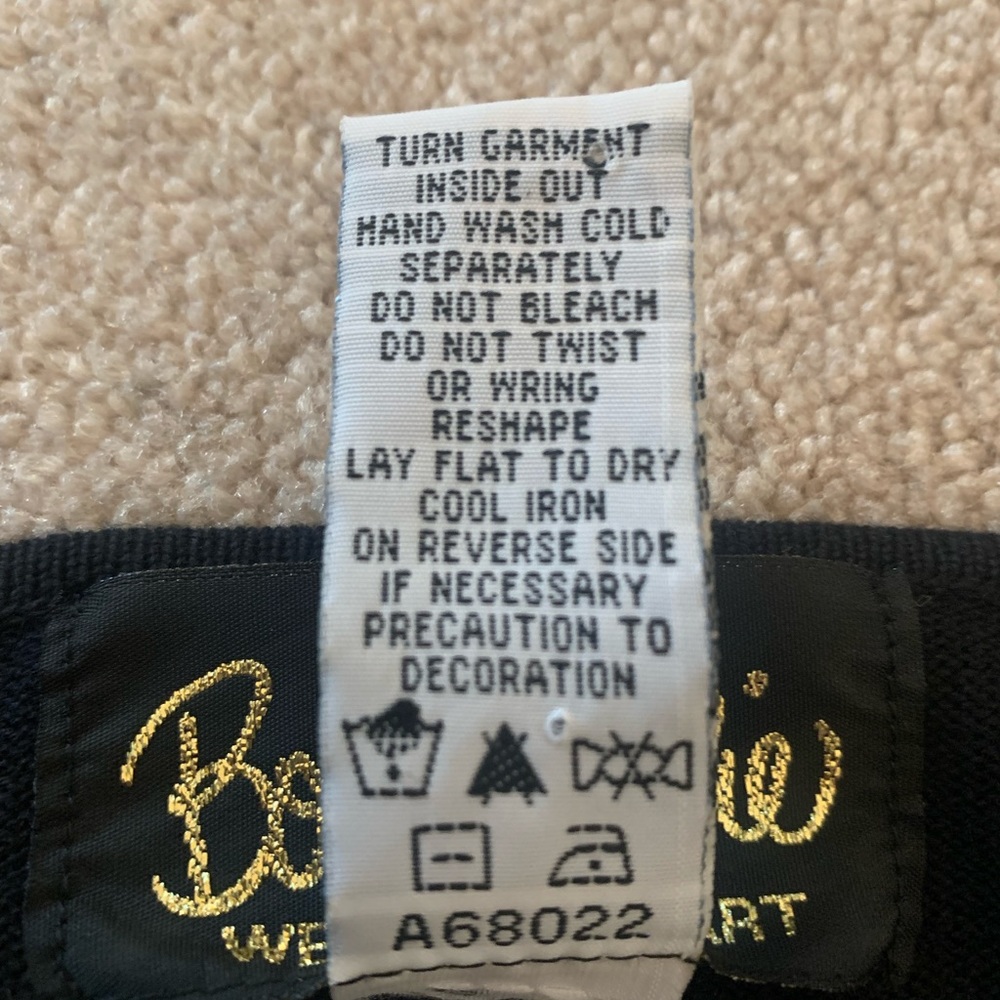 TURN GARMENT
INSIDE OUT
HAND WASH COLD
SEPARATELY
DO NOT BLEACH
DO NOT TWIST
OR WRING
RESHAPE
LAY FLAT TO DRY
COOL IRON
ON REVERSE SIDE
IF NECESSARY
PRECAUTION TO
DECORATION
A68022